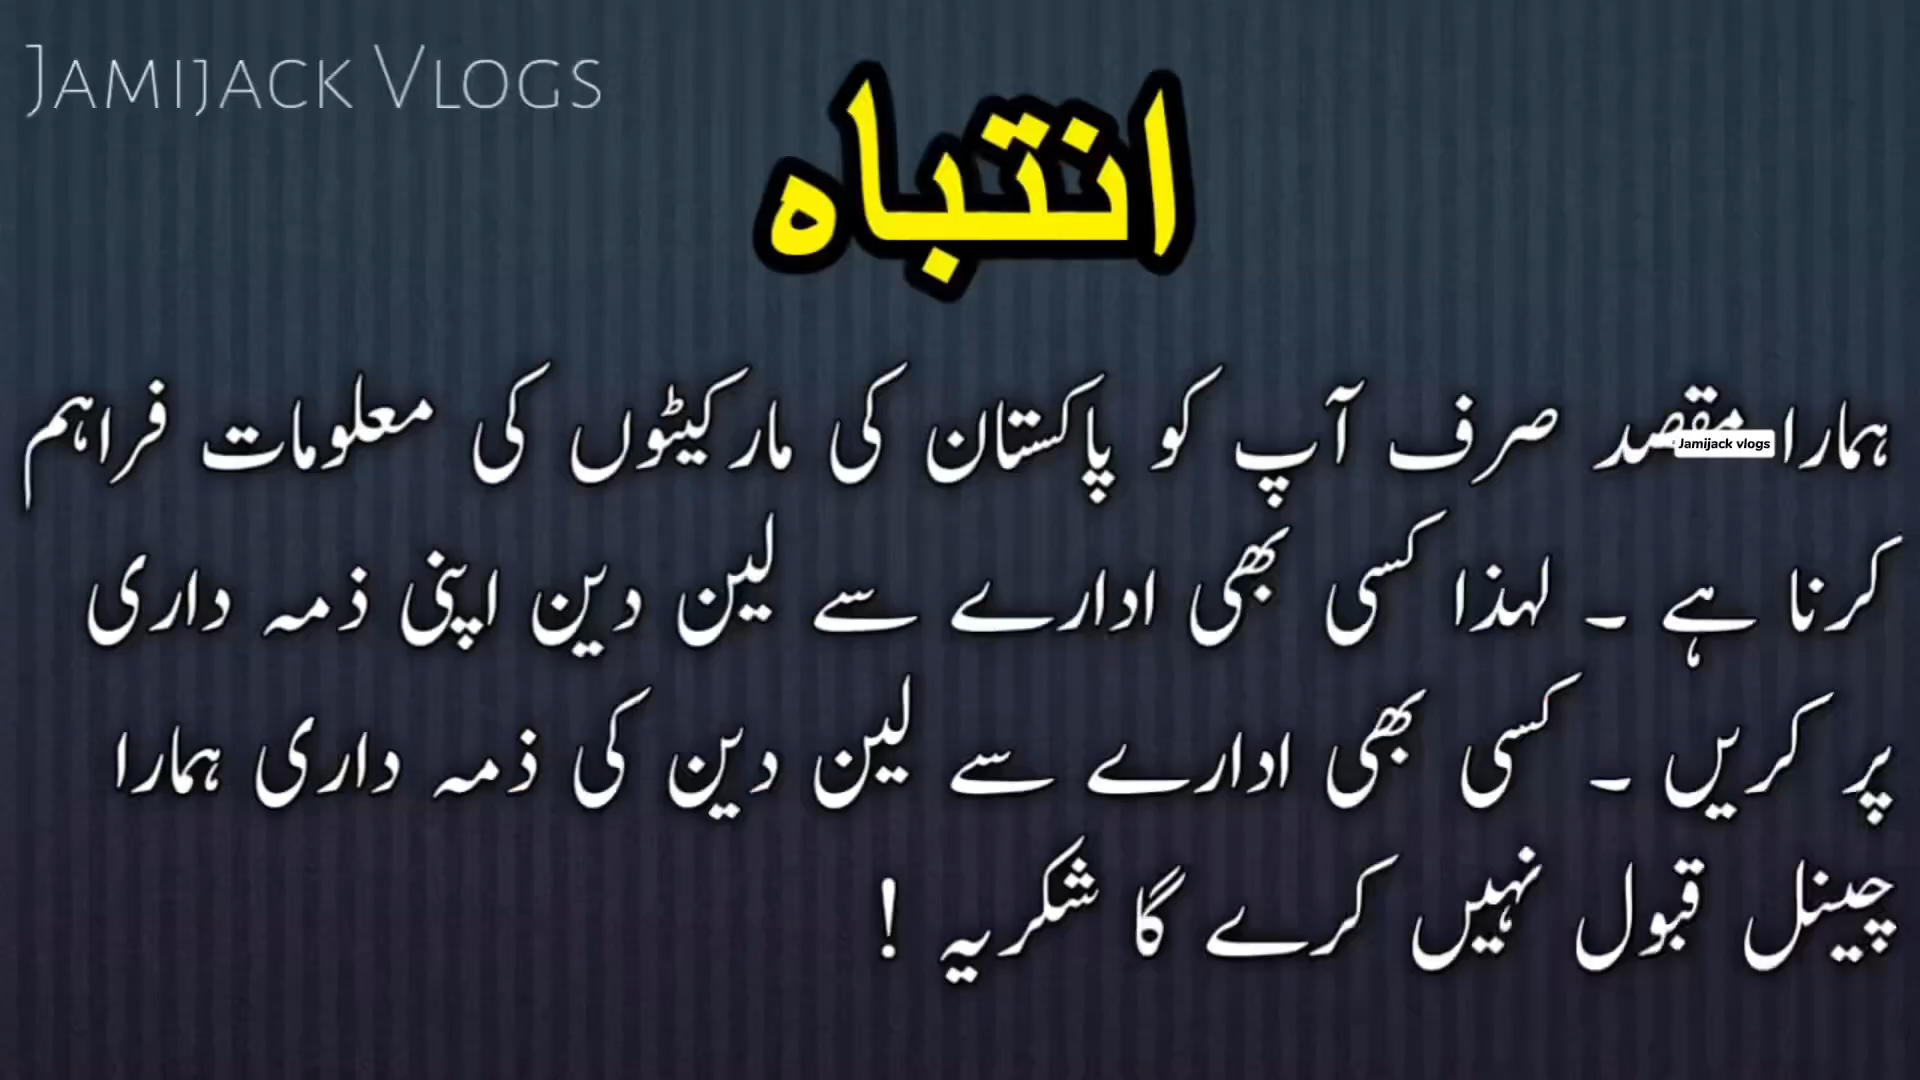 Jamijack Vlogs
انتباہ
ہمارا مقصد صرف آپ کو پاکستان کی مارکیٹوں کی معلومات فراہم
Jamijack vlogs
کرنا ہے ۔ لہذا کسی بھی ادارے سے لین دین اپنی ذمہ داری
پر کریں ۔ کسی بھی ادارے سے لین دین کی ذمہ داری ہمارا
چینل قبول نہیں کرے گا شکریہ !